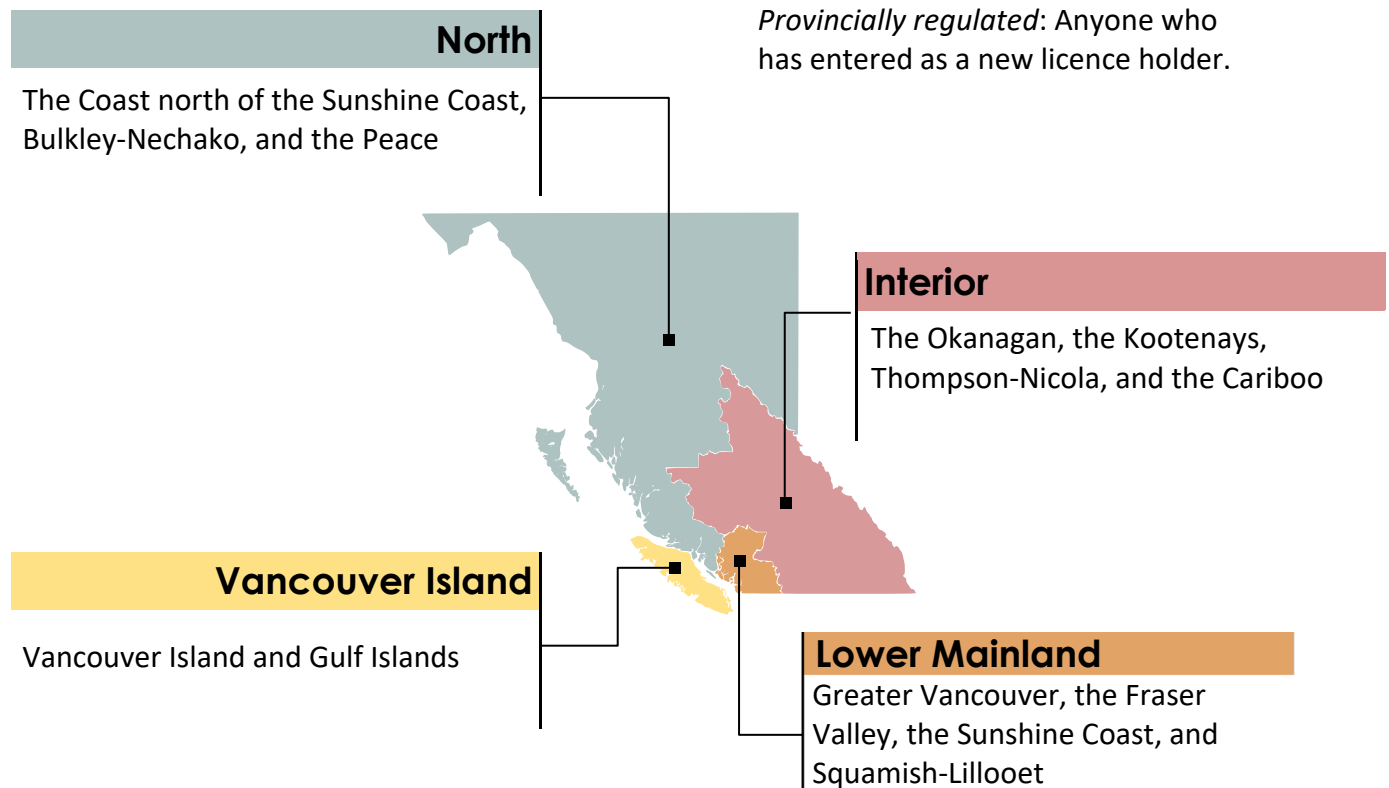 Provincially regulated: Anyone who
has entered as a new licence holder.
North
The Coast north of the Sunshine Coast,
Bulkley-Nechako, and the Peace
Interior
The Okanagan, the Kootenays,
Thompson-Nicola, and the Cariboo
Vancouver Island
Vancouver Island and Gulf Islands
Lower Mainland
Greater Vancouver, the Fraser
Valley, the Sunshine Coast, and
Squamish-Lillooet